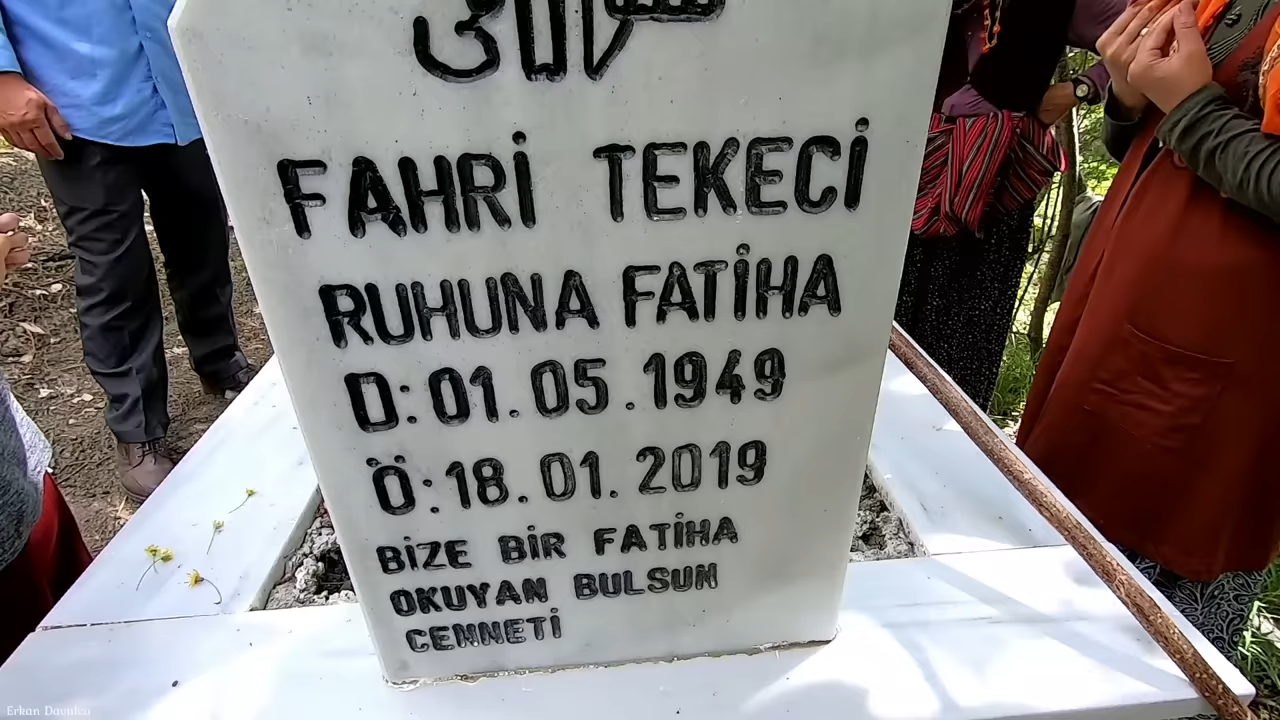 FAHRİ TEKECİ
RUHUNA FATİHA
D: 01. 05. 1949
Ö: 18. 01. 2019
BİZE BİR FATİHA
OKUYAN BULSUN
CENNETİ
Erkan Davulcu